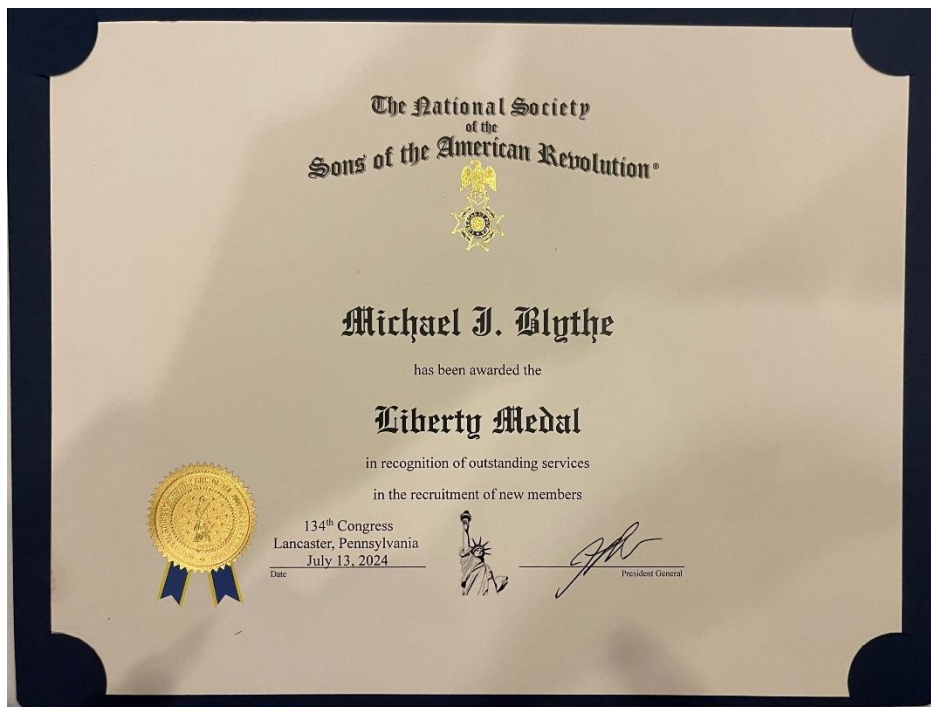 The National Society
of the
Sons of the American Revolution®
Michael J. Blythe
has been awarded the
Liberty Medal
in recognition of outstanding services
in the recruitment of new members
134th Congress
Lancaster, Pennsylvania
July 13, 2024
Date
President General